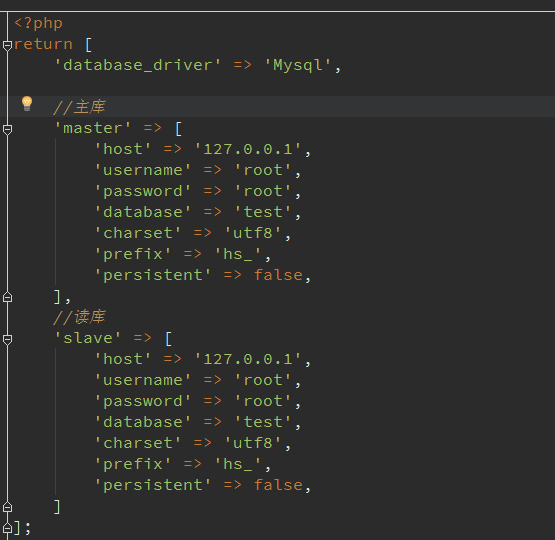 <?php
return [
    'database_driver' => 'Mysql',

    //主库
    'master' => [
        'host' => '127.0.0.1',
        'username' => 'root',
        'password' => 'root',
        'database' => 'test',
        'charset' => 'utf8',
        'prefix' => 'hs_',
        'persistent' => false,
    ],
    //读库
    'slave' => [
        'host' => '127.0.0.1',
        'username' => 'root',
        'password' => 'root',
        'database' => 'test',
        'charset' => 'utf8',
        'prefix' => 'hs_',
        'persistent' => false,
    ]
];